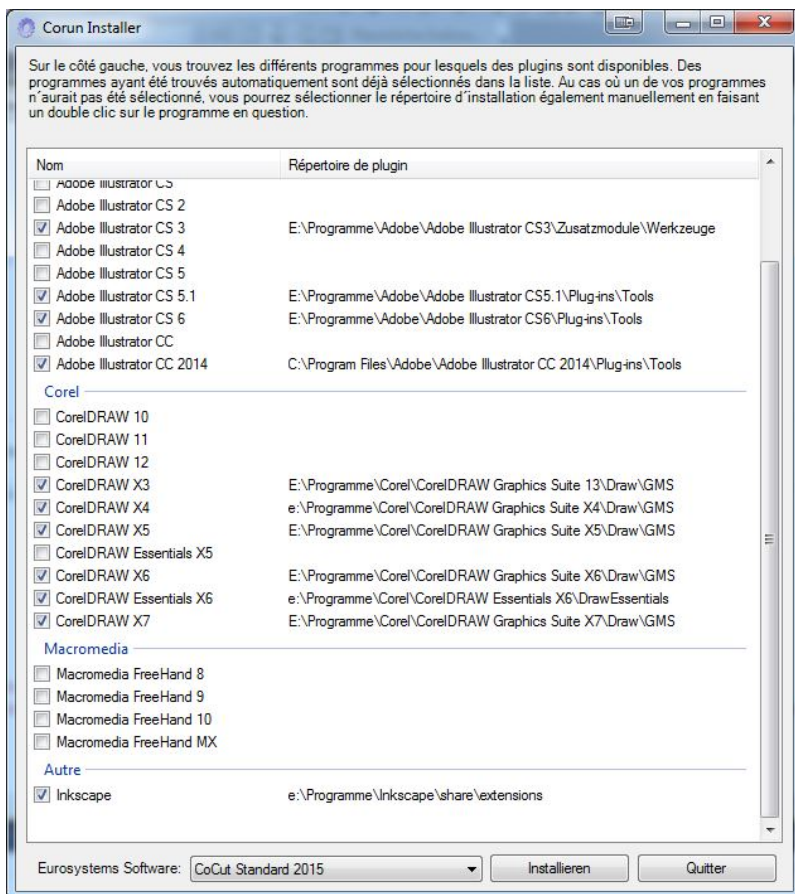 Corun Installer
Sur le côté gauche, vous trouvez les différents programmes pour lesquels des plugins sont disponibles. Des
programmes ayant été trouvés automatiquement sont déjà sélectionnés dans la liste. Au cas où un de vos programmes
n´aurait pas été sélectionné, vous pourrez sélectionner le répertoire d´installation également manuellement en faisant
un double clic sur le programme en question.
Nom Répertoire de plugin
Adobe Illustrator CS
Adobe Illustrator CS 2
Adobe Illustrator CS 3 E:\Programme\Adobe\Adobe Illustrator CS3\Zusatzmodule\Werkzeuge
Adobe Illustrator CS 4
Adobe Illustrator CS 5
Adobe Illustrator CS 5.1 E:\Programme\Adobe\Adobe Illustrator CS5.1\Plug-ins\Tools
Adobe Illustrator CS 6 E:\Programme\Adobe\Adobe Illustrator CS6\Plug-ins\Tools
Adobe Illustrator CC
Adobe Illustrator CC 2014 C:\Program Files\Adobe\Adobe Illustrator CC 2014\Plug-ins\Tools
Corel
CorelDRAW 10
CorelDRAW 11
CorelDRAW 12
CorelDRAW X3 E:\Programme\Corel\CorelDRAW Graphics Suite 13\Draw\GMS
CorelDRAW X4 e:\Programme\Corel\CorelDRAW Graphics Suite X4\Draw\GMS
CorelDRAW X5 E:\Programme\Corel\CorelDRAW Graphics Suite X5\Draw\GMS
CorelDRAW Essentials X5
CorelDRAW X6 E:\Programme\Corel\CorelDRAW Graphics Suite X6\Draw\GMS
CorelDRAW Essentials X6 e:\Programme\Corel\CorelDRAW Essentials X6\DrawEssentials
CorelDRAW X7 E:\Programme\Corel\CorelDRAW Graphics Suite X7\Draw\GMS
Macromedia
Macromedia FreeHand 8
Macromedia FreeHand 9
Macromedia FreeHand 10
Macromedia FreeHand MX
Autre
Inkscape e:\Programme\Inkscape\share\extensions
Eurosystems Software: CoCut Standard 2015 Installieren Quitter